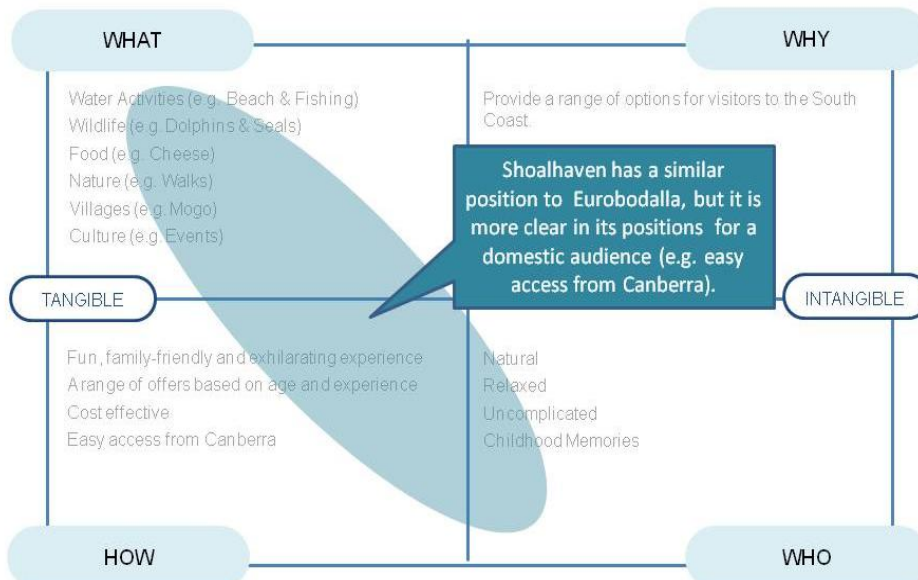 WHAT
WHY
Water Activities (e.g. Beach & Fishing)
Wildlife (e.g. Dolphins & Seals)
Food (e.g. Cheese)
Nature (e.g. Walks)
Villages (e.g. Mogo)
Culture (e.g. Events)
Provide a range of options for visitors to the South
Coast.
Shoalhaven has a similar
position to Eurobodalla, but it is
more clear in its positions for a
domestic audience (e.g. easy
access from Canberra).
TANGIBLE
INTANGIBLE
Fun, family-friendly and exhilarating experience
A range of offers based on age and experience
Cost effective
Easy access from Canberra
Natural
Relaxed
Uncomplicated
Childhood Memories
HOW
WHO